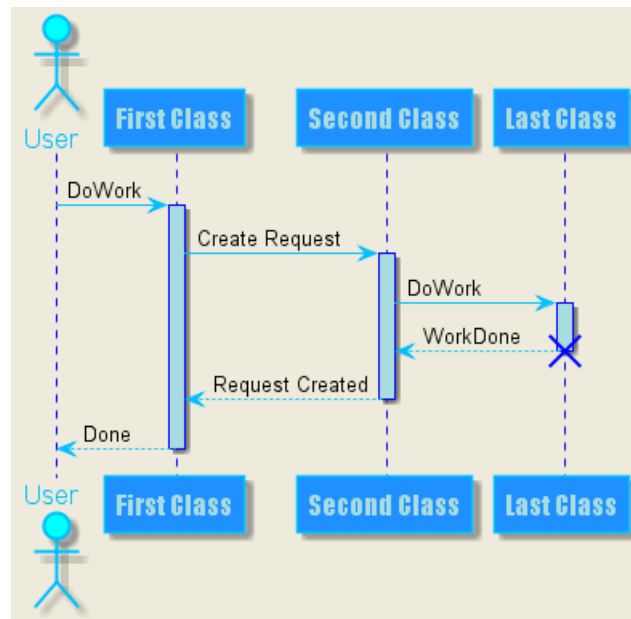 User
First Class
Second Class
Last Class
DoWork
Create Request
DoWork
WorkDone
Request Created
Done
User
First Class
Second Class
Last Class